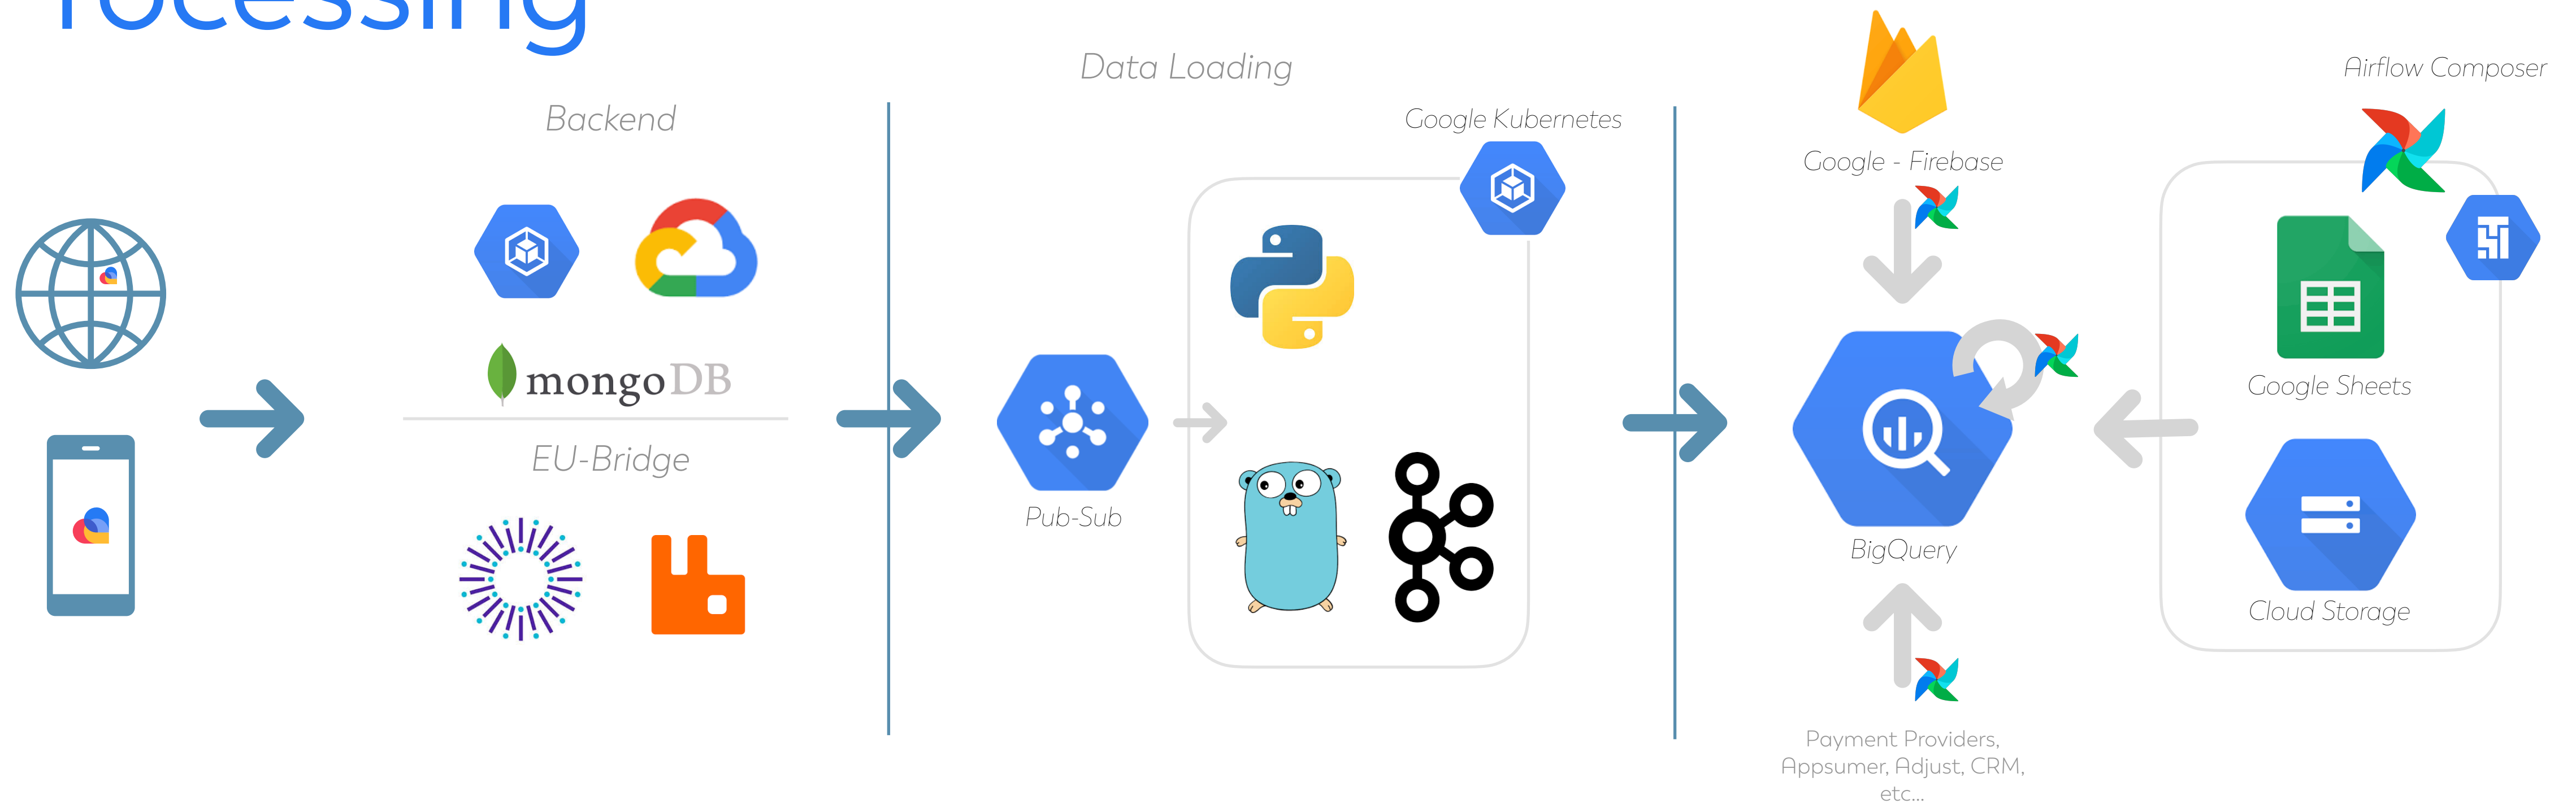 rocessing
Backend
mongoDB
EU-Bridge
Data Loading
Google Kubernetes
Pub-Sub
Google - Firebase
BigQuery
Payment Providers,
Appsumer, Adjust, CRM,
etc...
Airflow Composer
Google Sheets
Cloud Storage